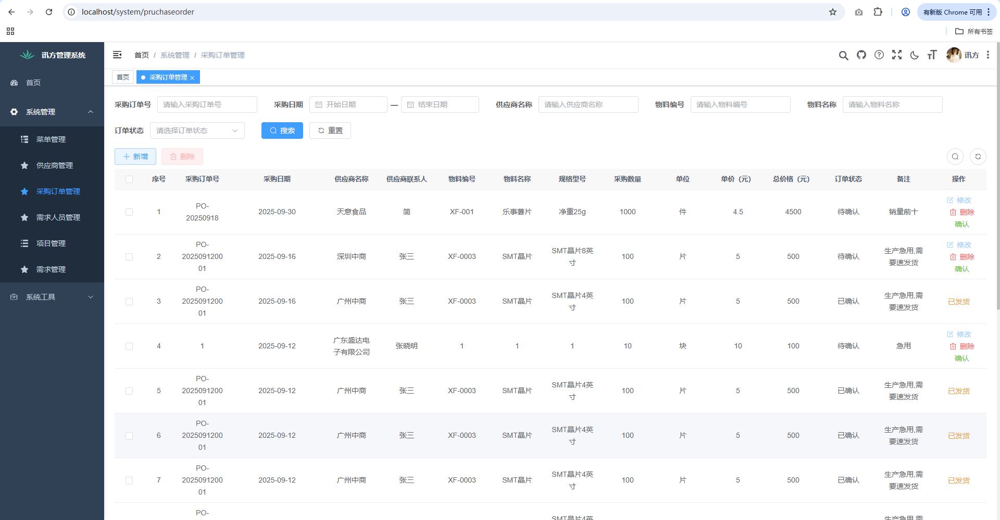 localhost/system/pruchaseorder
有新版 Chrome 可用
所有书签
讯方管理系统
首页 / 系统管理 / 采购订单管理
讯方
首页
采购订单管理
首页
系统管理
菜单管理
供应商管理
采购订单管理
需求人员管理
项目管理
需求管理
系统工具
采购订单号 请输入采购订单号 采购日期 开始日期 — 结束日期 供应商名称 请输入供应商名称 物料编号 请输入物料编号 物料名称 请输入物料名称
订单状态 请选择订单状态 搜索 重置
新增 删除
序号 采购订单号 采购日期 供应商名称 供应商联系人 物料编号 物料名称 规格型号 采购数量 单位 单价（元） 总价格（元） 订单状态 备注 操作
1 PO-20250918 2025-09-30 天意食品 简 XF-001 乐事薯片 净重25g 1000 件 4.5 4500 待确认 销量前十 修改 删除 确认
2 PO-202509120001 2025-09-16 深圳中商 张三 XF-0003 SMT晶片 SMT晶片8英寸 100 片 5 500 待确认 生产急用,需要速发货 修改 删除 确认
3 PO-202509120001 2025-09-16 广州中商 张三 XF-0003 SMT晶片 SMT晶片4英寸 100 片 5 500 已确认 生产急用,需要速发货 已发货
4 1 2025-09-12 广东盛达电子有限公司 张晓明 1 1 1 10 块 10 100 待确认 急用 修改 删除 确认
5 PO-202509120001 2025-09-12 广州中商 张三 XF-0003 SMT晶片 SMT晶片4英寸 100 片 5 500 已确认 生产急用,需要速发货 已发货
6 PO-202509120001 2025-09-12 广州中商 张三 XF-0003 SMT晶片 SMT晶片4英寸 100 片 5 500 已确认 生产急用,需要速发货 已发货
7 PO-202509120001 2025-09-12 广州中商 张三 XF-0003 SMT晶片 SMT晶片4英寸 100 片 5 500 已确认 生产急用,需要速发货 已发货
PO- SMT晶片4英 生产急用,需